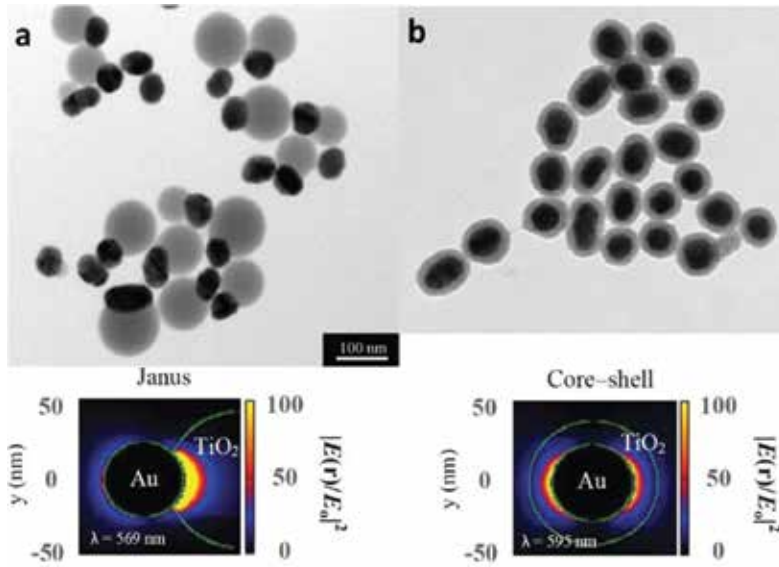 a
b
100 nm
Janus
50
0
-50
y (nm)
Au
TiO₂
λ = 569 nm
100
50
0
|E(r)/E₀|²
Core–shell
50
0
-50
y (nm)
Au
TiO₂
λ = 595 nm
100
50
0
|E(r)/E₀|²